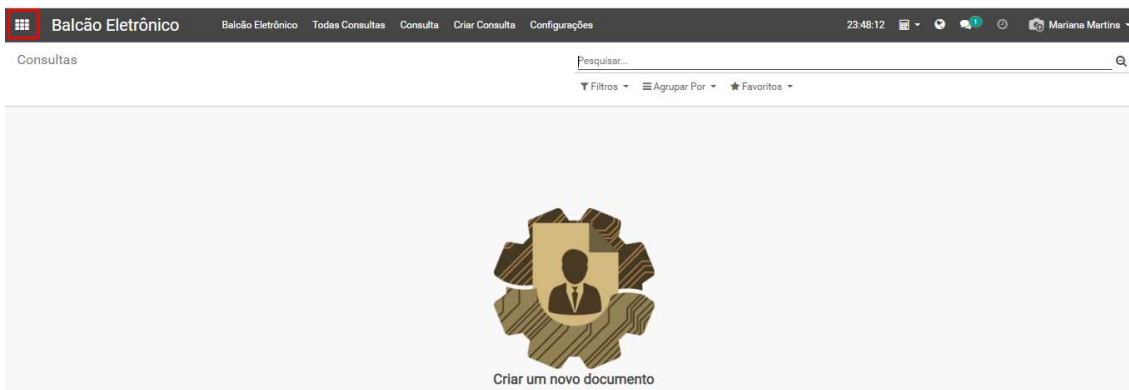 Balcão Eletrônico Balcão Eletrônico Todas Consultas Consulta Criar Consulta Configurações 23:48:12 1 Mariana Martins
Consultas Pesquisar...
Filtros Agrupar Por Favoritos
Criar um novo documento